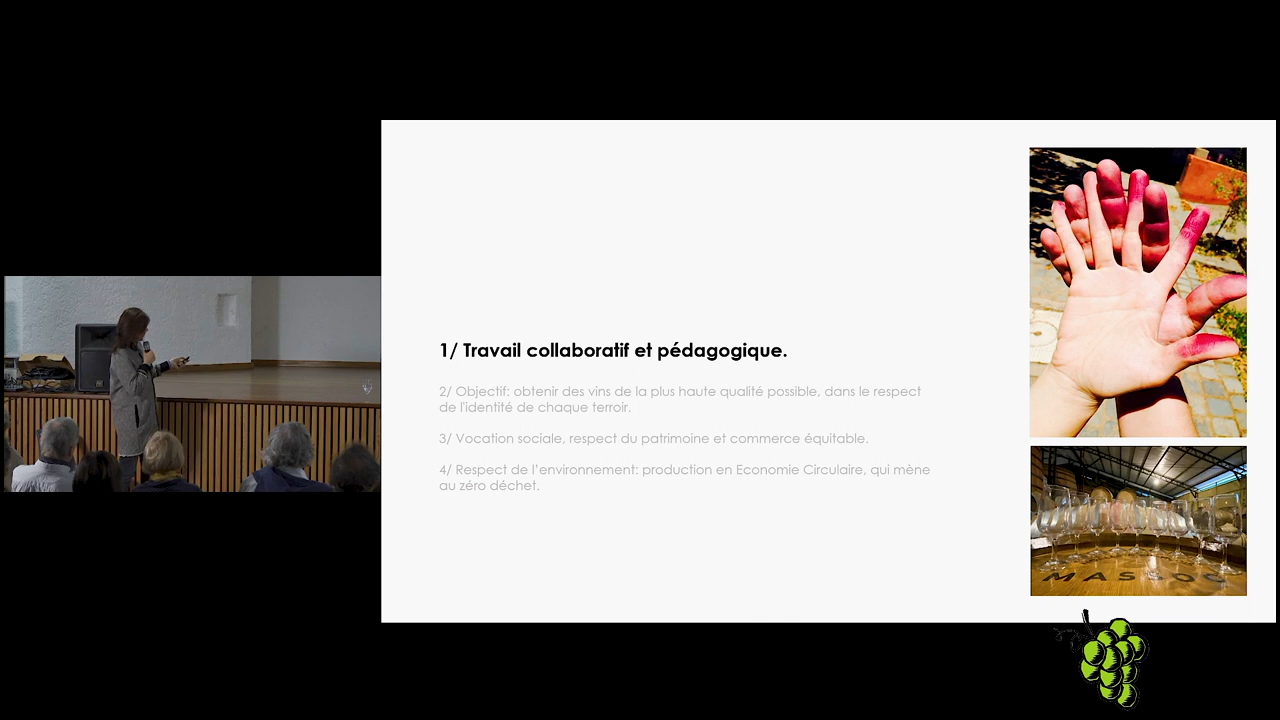 1/ Travail collaboratif et pédagogique.
2/ Objectif: obtenir des vins de la plus haute qualité possible, dans le respect
de l'identité de chaque terroir.
3/ Vocation sociale, respect du patrimoine et commerce équitable.
4/ Respect de l’environnement: production en Economie Circulaire, qui mène
au zéro déchet.